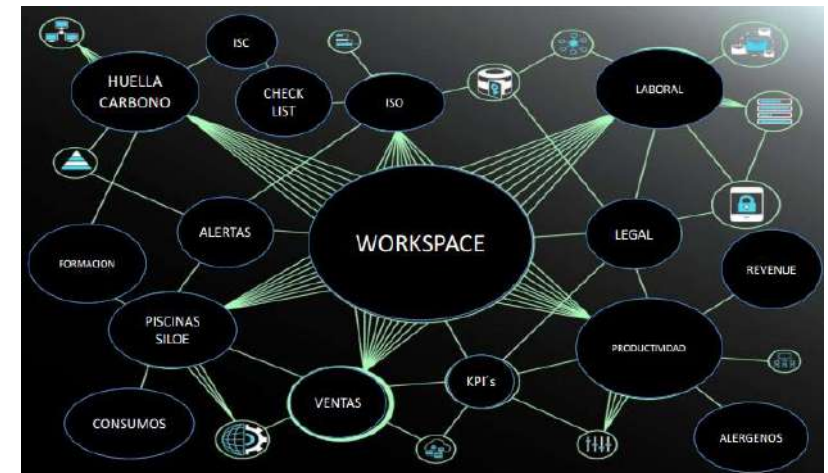 ISC
HUELLA
CARBONO
CHECK
LIST
ISO
LABORAL
ALERTAS
WORKSPACE
LEGAL
FORMACION
REVENUE
PISCINAS
SILOE
PRODUCTIVIDAD
VENTAS
KPI´s
CONSUMOS
ALERGENOS